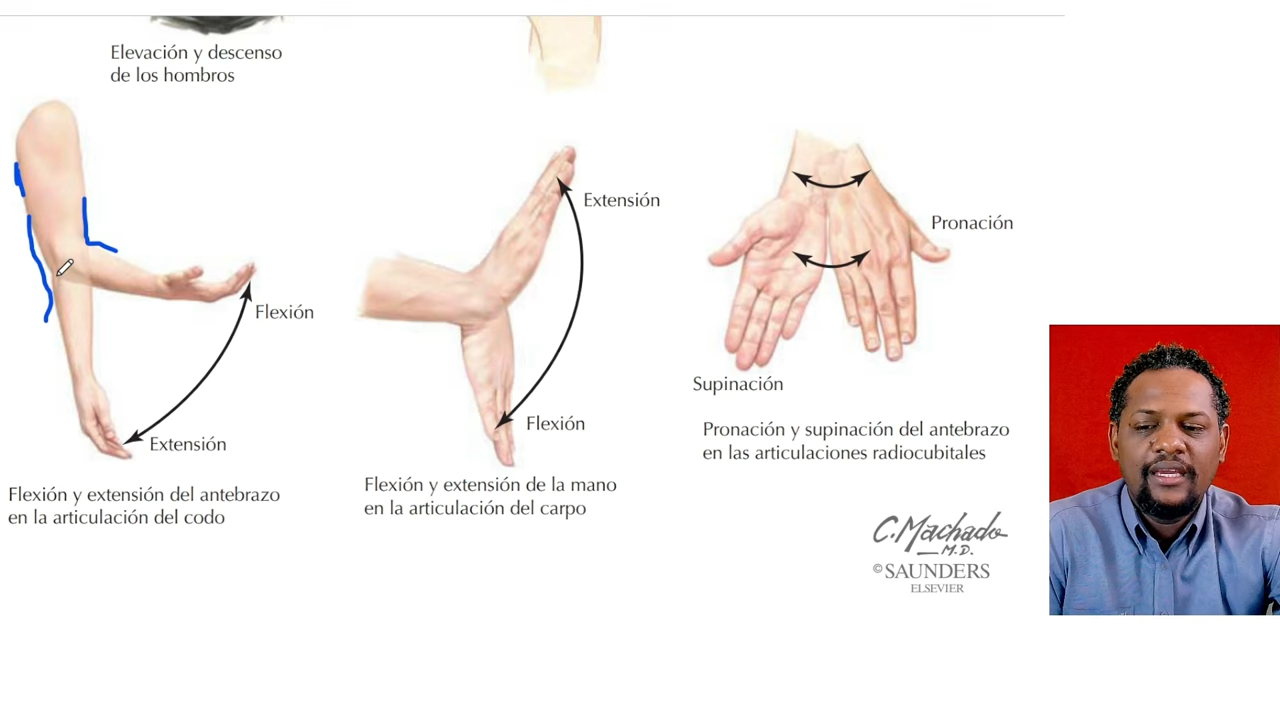 Elevación y descenso
de los hombros
Extensión
Pronación
Flexión
Supinación
Flexión
Extensión
Pronación y supinación del antebrazo
en las articulaciones radiocubitales
Flexión y extensión del antebrazo
en la articulación del codo
Flexión y extensión de la mano
en la articulación del carpo
C. Machado
M.D.
© SAUNDERS
ELSEVIER